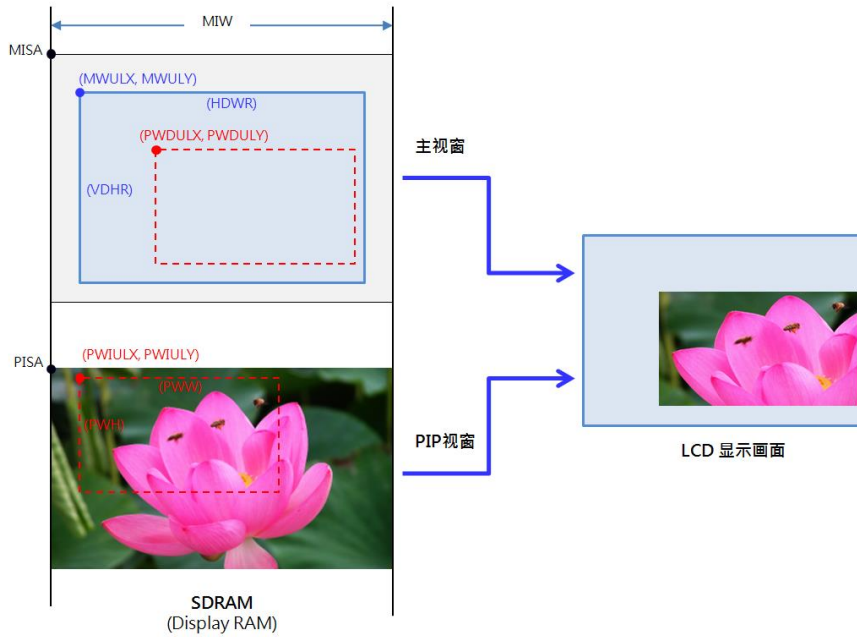 MIW
MISA
(MWULX, MWULY)
(HDWR)
(PWDULX, PWDULY)
(VDHR)
主视窗
PISA
(PWIULX, PWIULY)
(PWW)
(PWH)
PIP视窗
LCD 显示画面
SDRAM
(Display RAM)